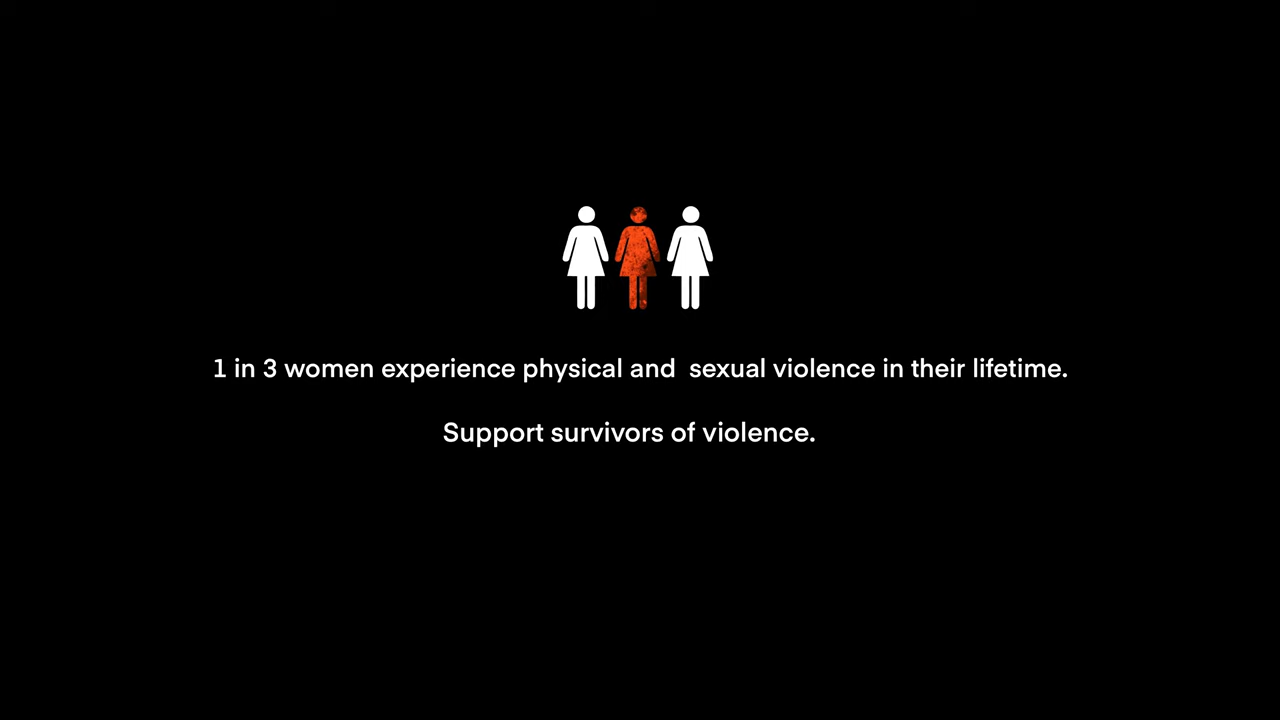 1 in 3 women experience physical and  sexual violence in their lifetime.
Support survivors of violence.